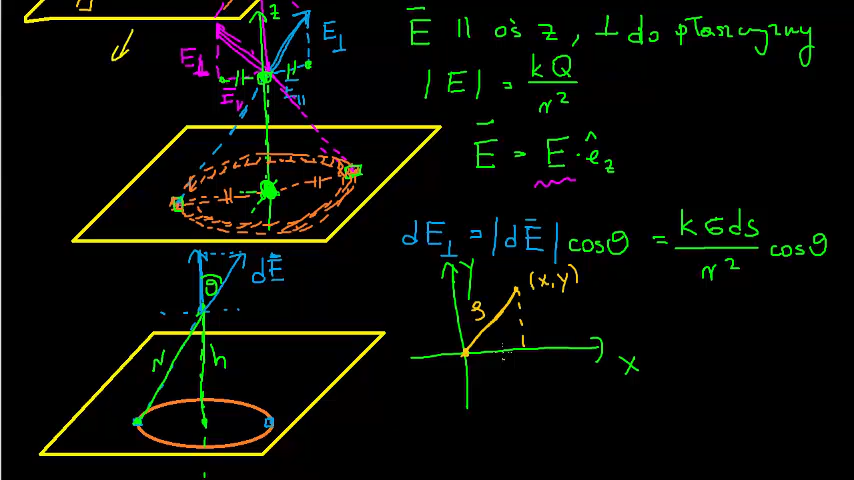 z
E⊥
E⊥
E||
E||
Ē || oś z, ⊥ do płaszczyzny
|E| = kQ / r²
Ē = E · ê_z
dE⊥ = |dĒ| cosθ = kσds / r² cosθ
dĒ
θ
r
h
Y
(x,y)
ρ
X